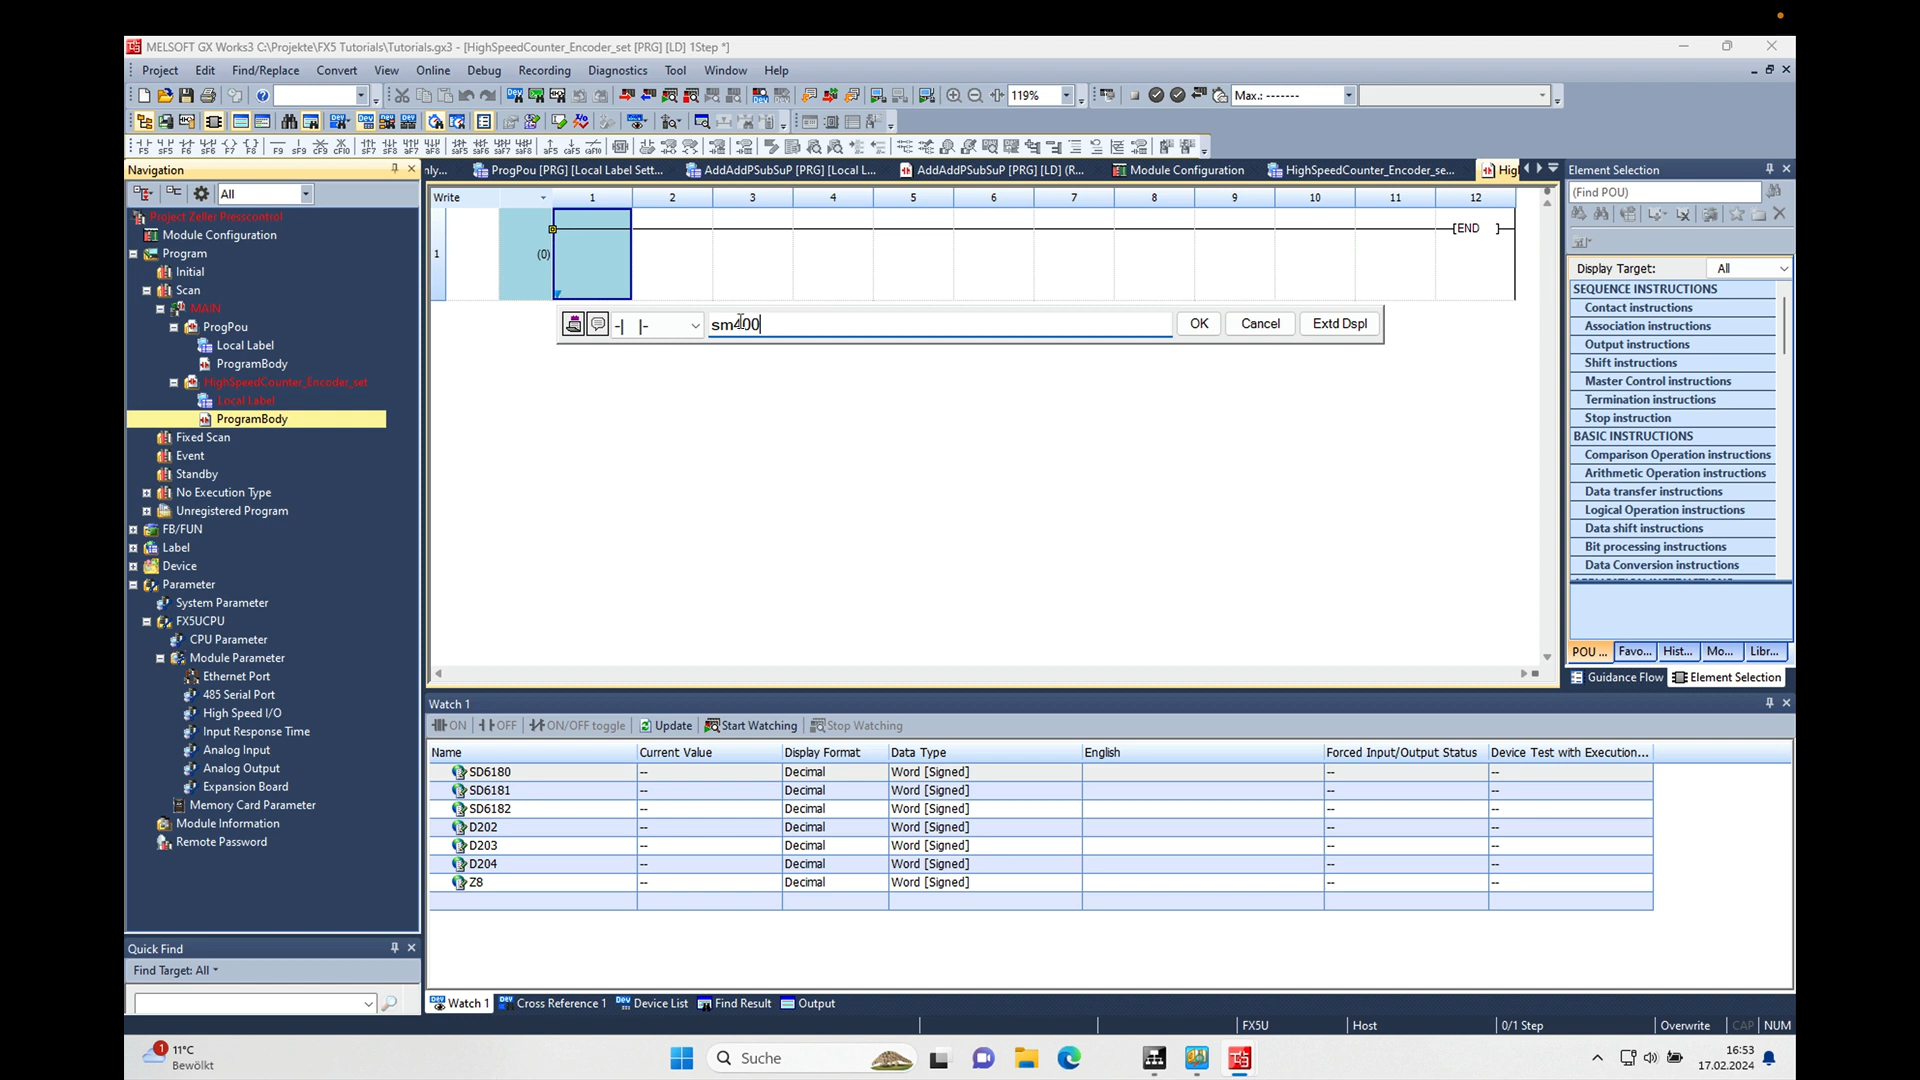 MELSOFT GX Works3 C:\Projekte\FX5 Tutorials\Tutorials.gx3 - [HighSpeedCounter_Encoder_set [PRG] [LD] 1Step *]
Project Edit Find/Replace Convert View Online Debug Recording Diagnostics Tool Window Help
119% Max.: -------
Navigation
nly... ProgPou [PRG] [Local Label Sett... AddAddPSubSuP [PRG] [Local L... AddAddPSubSuP [PRG] [LD] (R... Module Configuration HighSpeedCounter_Encoder_se... Higl
All
Project Zeller Presscontrol
Module Configuration
Program
Initial
Scan
MAIN
ProgPou
Local Label
ProgramBody
HighSpeedCounter_Encoder_set
Local Label
ProgramBody
Fixed Scan
Event
Standby
No Execution Type
Unregistered Program
FB/FUN
Label
Device
Parameter
System Parameter
FX5UCPU
CPU Parameter
Module Parameter
Ethernet Port
485 Serial Port
High Speed I/O
Input Response Time
Analog Input
Analog Output
Expansion Board
Memory Card Parameter
Module Information
Remote Password
Quick Find
Find Target: All
Write 1 2 3 4 5 6 7 8 9 10 11 12
[END ]
1 (0)
sm400 OK Cancel Extd Dspl
Element Selection
(Find POU)
Display Target: All
SEQUENCE INSTRUCTIONS
Contact instructions
Association instructions
Output instructions
Shift instructions
Master Control instructions
Termination instructions
Stop instruction
BASIC INSTRUCTIONS
Comparison Operation instructions
Arithmetic Operation instructions
Data transfer instructions
Logical Operation instructions
Data shift instructions
Bit processing instructions
Data Conversion instructions
POU ... Favo... Hist... Mo... Libr...
Guidance Flow Element Selection
Watch 1
ON OFF ON/OFF toggle Update Start Watching Stop Watching
Name Current Value Display Format Data Type English Forced Input/Output Status Device Test with Execution...
SD6180 -- Decimal Word [Signed] -- --
SD6181 -- Decimal Word [Signed] -- --
SD6182 -- Decimal Word [Signed] -- --
D202 -- Decimal Word [Signed] -- --
D203 -- Decimal Word [Signed] -- --
D204 -- Decimal Word [Signed] -- --
Z8 -- Decimal Word [Signed] -- --
Watch 1 Cross Reference 1 Device List Find Result Output
FX5U Host 0/1 Step Overwrite CAP NUM
1 11°C
Bewölkt
Suche
16:53
17.02.2024